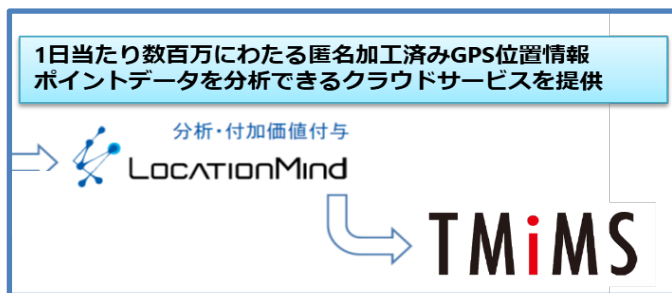 1日当たり数百万にわたる匿名加工済みGPS位置情報
ポイントデータを分析できるクラウドサービスを提供
分析・付加価値付与
LocationMind
TMiMS